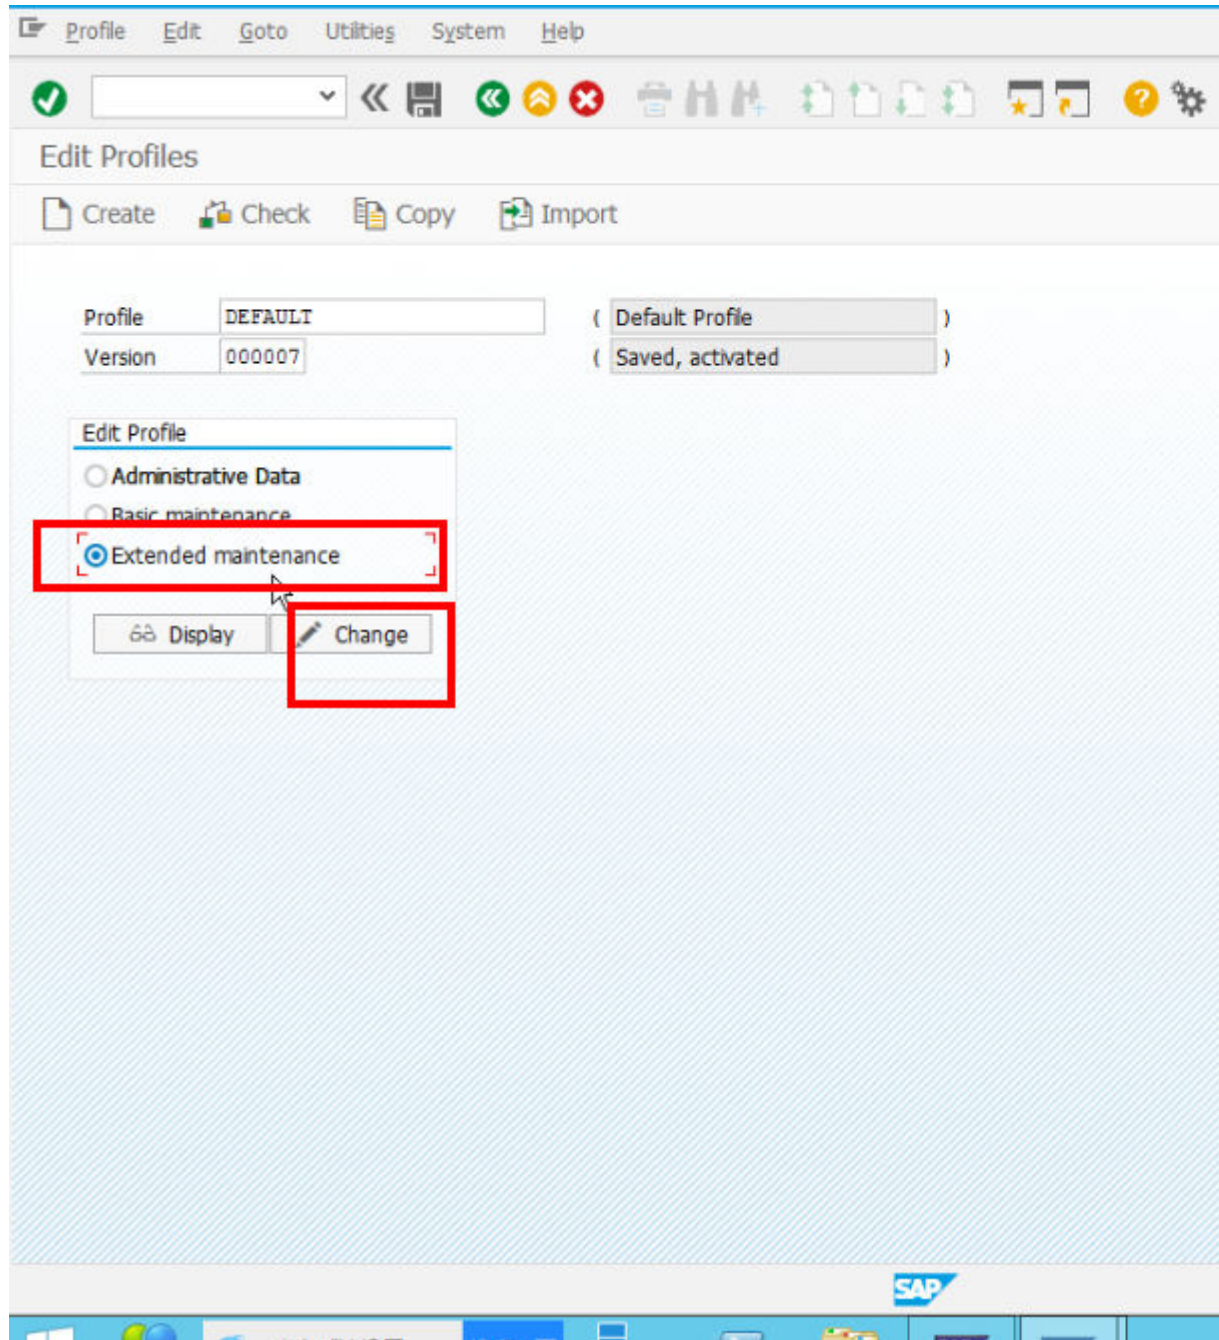 Profile Edit Goto Utilities System Help
Edit Profiles
Create Check Copy Import
Profile DEFAULT ( Default Profile )
Version 000007 ( Saved, activated )
Edit Profile
Administrative Data
Basic maintenance
Extended maintenance
Display Change
SAP